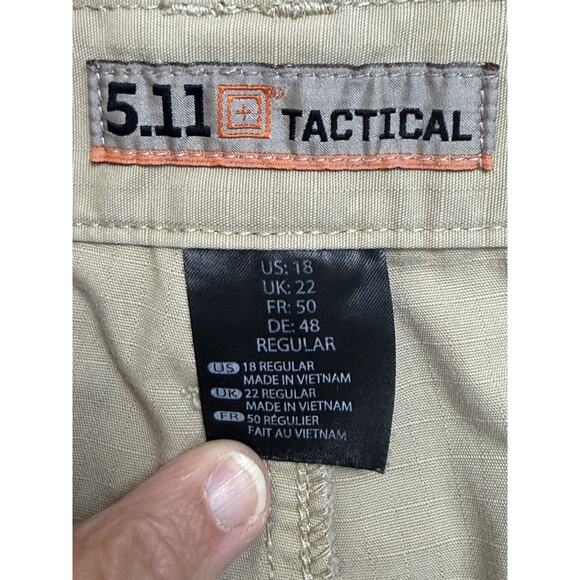 5.11 ® TACTICAL
US: 18
UK: 22
FR: 50
DE: 48
REGULAR
US 18 REGULAR
MADE IN VIETNAM
UK 22 REGULAR
MADE IN VIETNAM
FR 50 RÉGULIER
FAIT AU VIETNAM